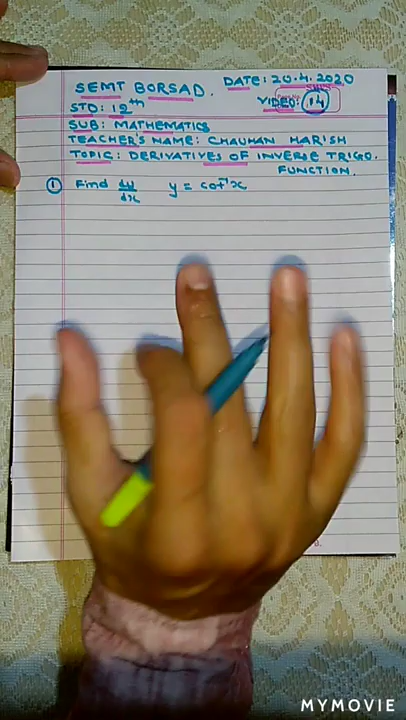 SEMT BORSAD. DATE: 20.4.2020
STD: 12th VIDEO: 14
SUB: MATHEMATICS
TEACHER'S NAME: CHAUHAN HARISH
TOPIC: DERIVATIVES OF INVERSE TRIGO.
FUNCTION.
① Find dy/dx y = cot⁻¹x
MYMOVIE